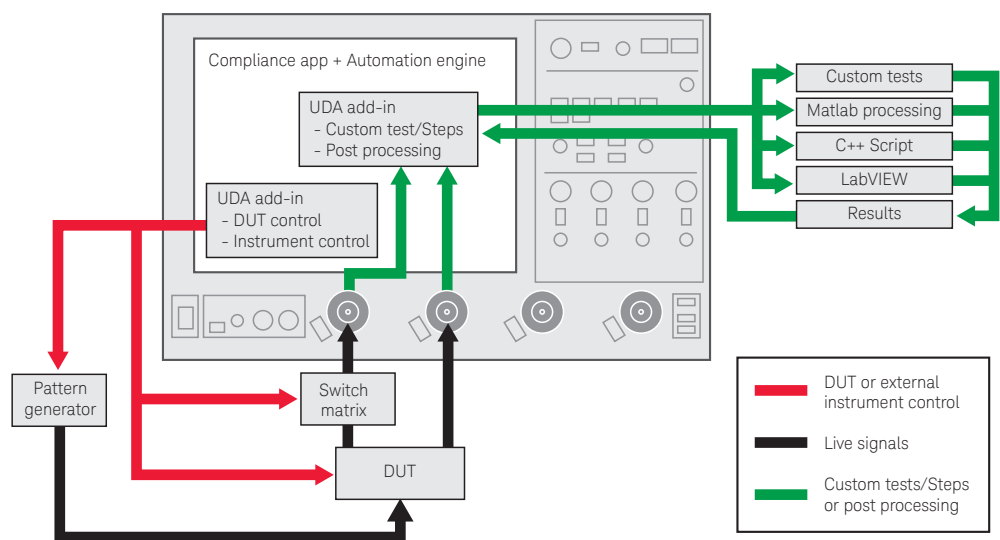 Compliance app + Automation engine
UDA add-in
- Custom test/Steps
- Post processing
UDA add-in
- DUT control
- Instrument control
Custom tests
Matlab processing
C++ Script
LabVIEW
Results
Pattern
generator
Switch
matrix
DUT
DUT or external
instrument control
Live signals
Custom tests/Steps
or post processing